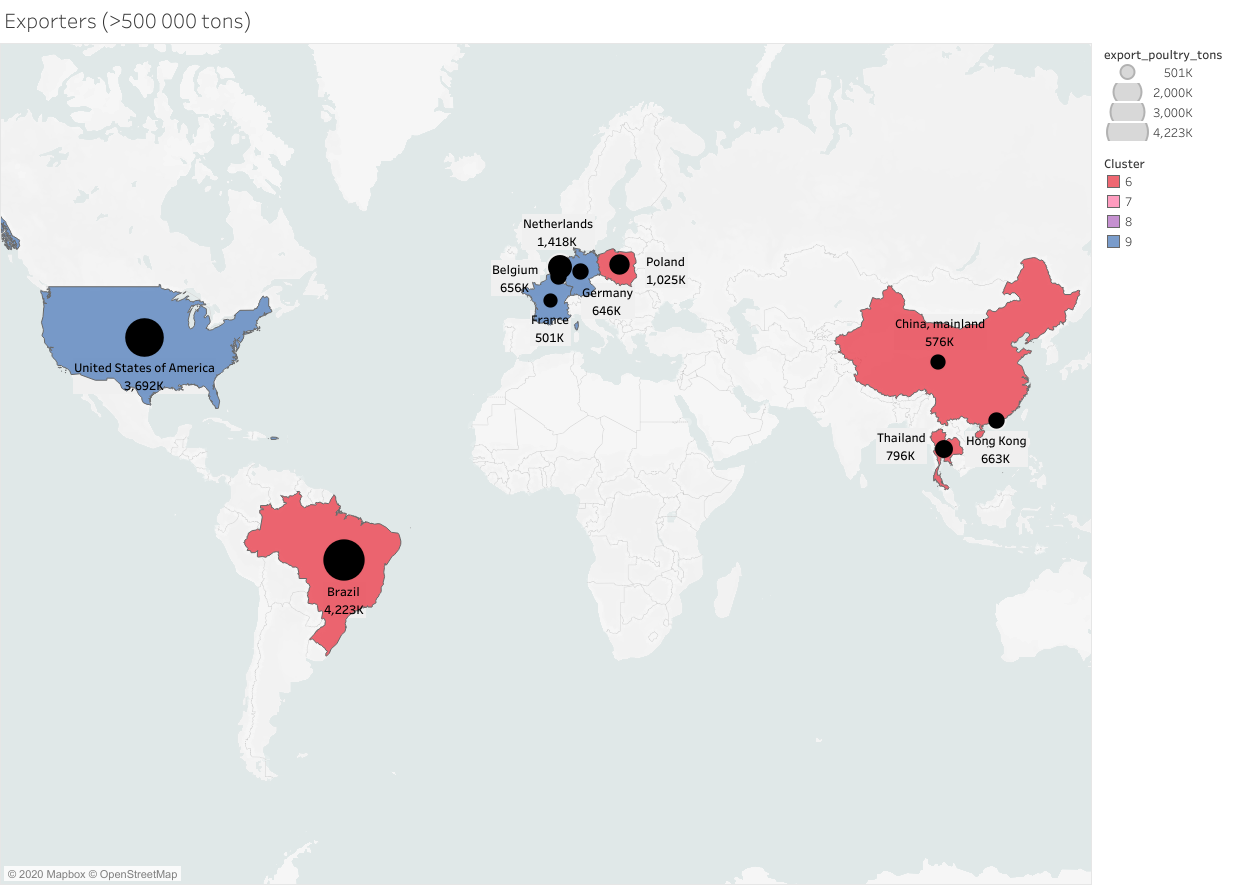 Exporters (>500 000 tons)
export_poultry_tons
501K
2,000K
3,000K
4,223K
Cluster
6
7
8
9
Netherlands
1,418K
Belgium
656K
Poland
1,025K
Germany
646K
France
501K
United States of America
3,692K
China, mainland
576K
Thailand
796K
Hong Kong
663K
Brazil
4,223K
© 2020 Mapbox © OpenStreetMap